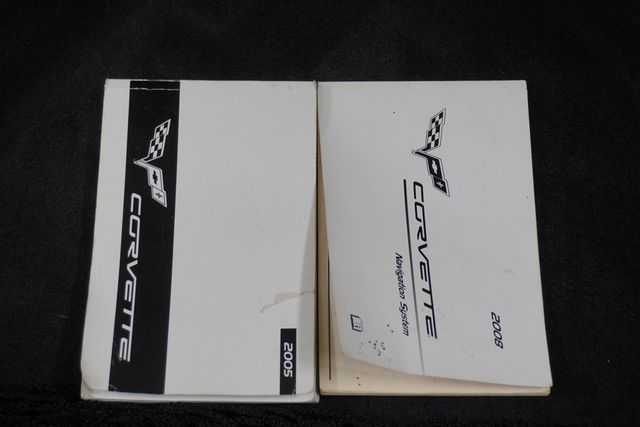 CORVETTE
2005
CORVETTE
Navigation System
2008